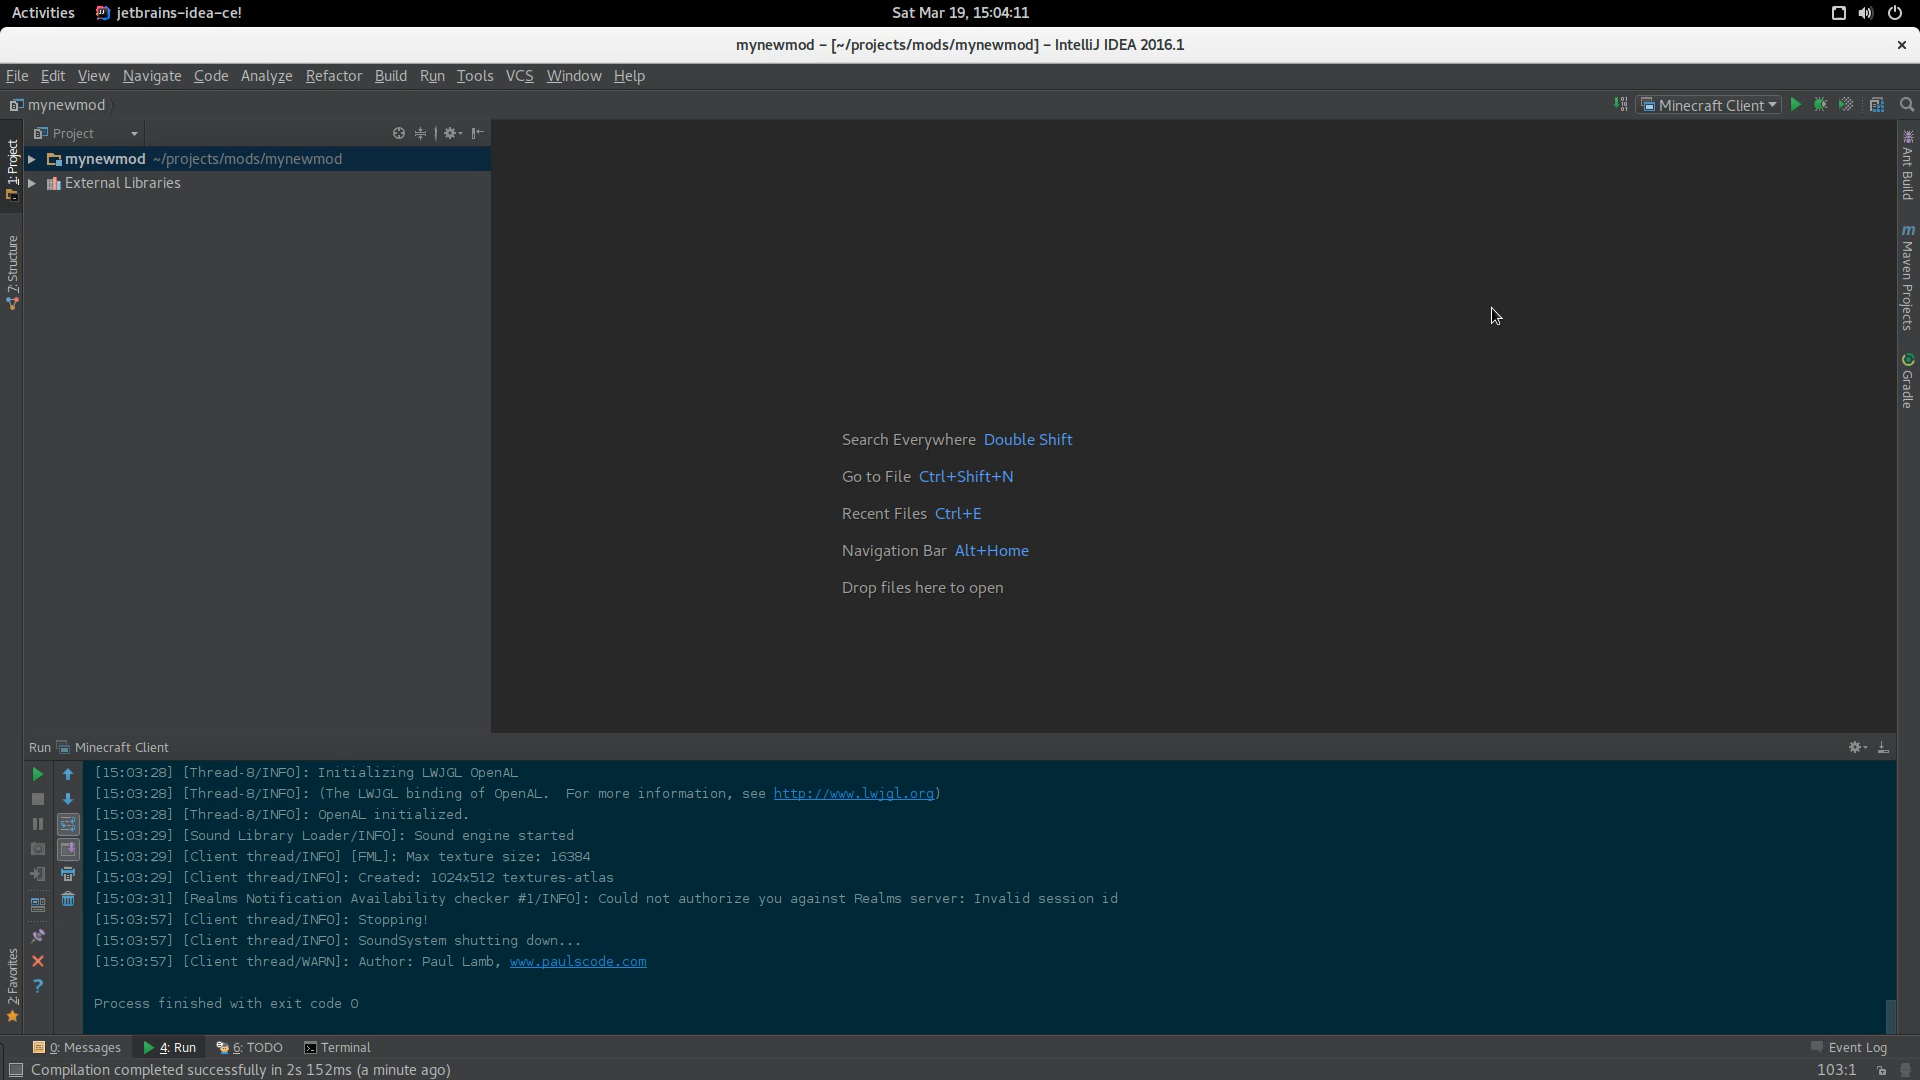 Activities jetbrains-idea-ce! Sat Mar 19, 15:04:11
mynewmod – [~/projects/mods/mynewmod] – IntelliJ IDEA 2016.1
File Edit View Navigate Code Analyze Refactor Build Run Tools VCS Window Help
mynewmod Minecraft Client
Project
mynewmod ~/projects/mods/mynewmod
External Libraries
1: Project
7: Structure
2: Favorites
Ant Build
Maven Projects
Gradle
Search Everywhere Double Shift
Go to File Ctrl+Shift+N
Recent Files Ctrl+E
Navigation Bar Alt+Home
Drop files here to open
Run Minecraft Client
[15:03:28] [Thread-8/INFO]: Initializing LWJGL OpenAL
[15:03:28] [Thread-8/INFO]: (The LWJGL binding of OpenAL.  For more information, see http://www.lwjgl.org)
[15:03:28] [Thread-8/INFO]: OpenAL initialized.
[15:03:29] [Sound Library Loader/INFO]: Sound engine started
[15:03:29] [Client thread/INFO] [FML]: Max texture size: 16384
[15:03:29] [Client thread/INFO]: Created: 1024x512 textures-atlas
[15:03:31] [Realms Notification Availability checker #1/INFO]: Could not authorize you against Realms server: Invalid session id
[15:03:57] [Client thread/INFO]: Stopping!
[15:03:57] [Client thread/INFO]: SoundSystem shutting down...
[15:03:57] [Client thread/WARN]: Author: Paul Lamb, www.paulscode.com
Process finished with exit code 0
0: Messages 4: Run 6: TODO Terminal Event Log
Compilation completed successfully in 2s 152ms (a minute ago) 103:1